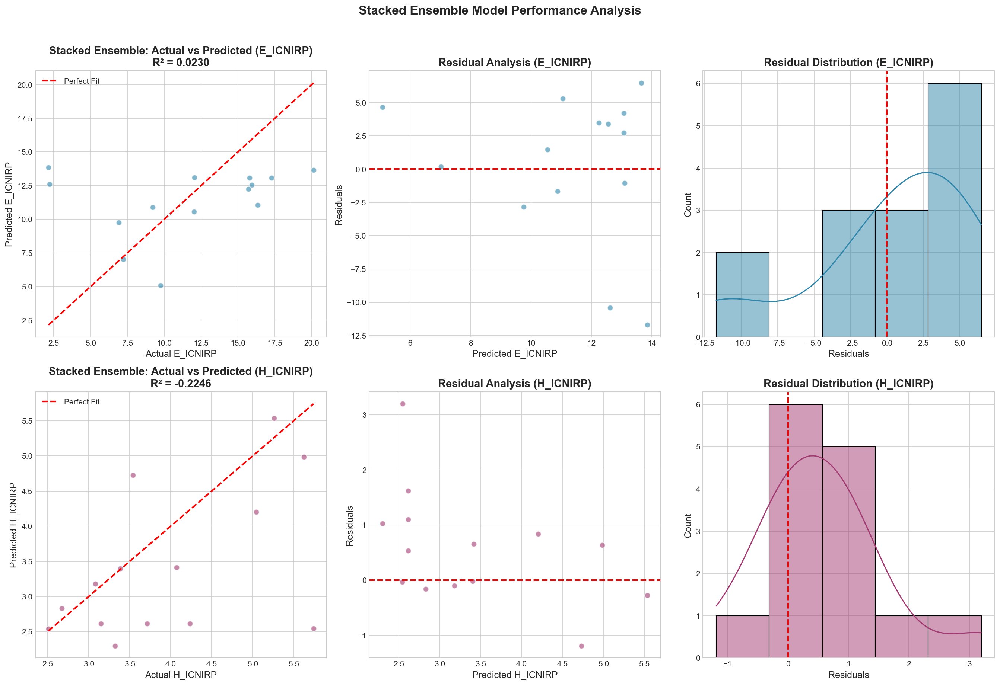 Stacked Ensemble Model Performance Analysis
Stacked Ensemble: Actual vs Predicted (E_ICNIRP)
R² = 0.0230
Perfect Fit
20.0
17.5
15.0
12.5
10.0
7.5
5.0
2.5
Predicted E_ICNIRP
2.5 5.0 7.5 10.0 12.5 15.0 17.5 20.0
Actual E_ICNIRP
Residual Analysis (E_ICNIRP)
5.0
2.5
0.0
−2.5
−5.0
−7.5
−10.0
−12.5
Residuals
6 8 10 12 14
Predicted E_ICNIRP
Residual Distribution (E_ICNIRP)
6
5
4
3
2
1
0
Count
−12.5 −10.0 −7.5 −5.0 −2.5 0.0 2.5 5.0
Residuals
Stacked Ensemble: Actual vs Predicted (H_ICNIRP)
R² = -0.2246
Perfect Fit
5.5
5.0
4.5
4.0
3.5
3.0
2.5
Predicted H_ICNIRP
2.5 3.0 3.5 4.0 4.5 5.0 5.5
Actual H_ICNIRP
Residual Analysis (H_ICNIRP)
3
2
1
0
−1
Residuals
2.5 3.0 3.5 4.0 4.5 5.0 5.5
Predicted H_ICNIRP
Residual Distribution (H_ICNIRP)
6
5
4
3
2
1
0
Count
−1 0 1 2 3
Residuals